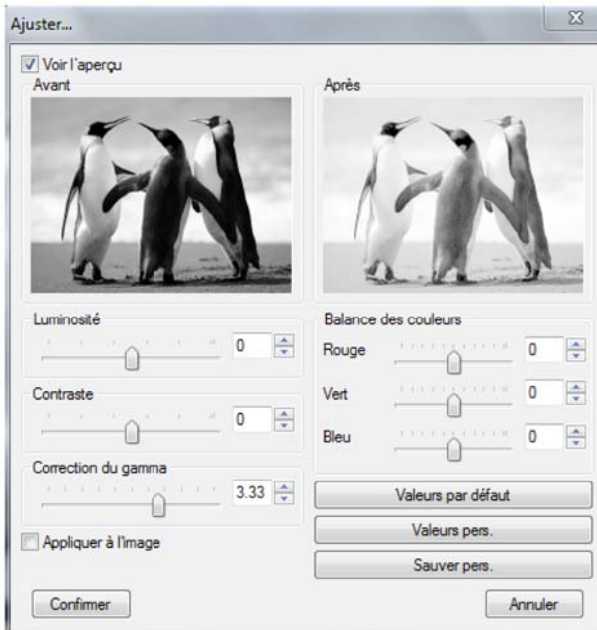 Ajuster...
Voir l'aperçu
Avant
Après
Luminosité
0
Contraste
0
Correction du gamma
3.33
Appliquer à l'image
Balance des couleurs
Rouge
0
Vert
0
Bleu
0
Valeurs par défaut
Valeurs pers.
Sauver pers.
Confirmer
Annuler